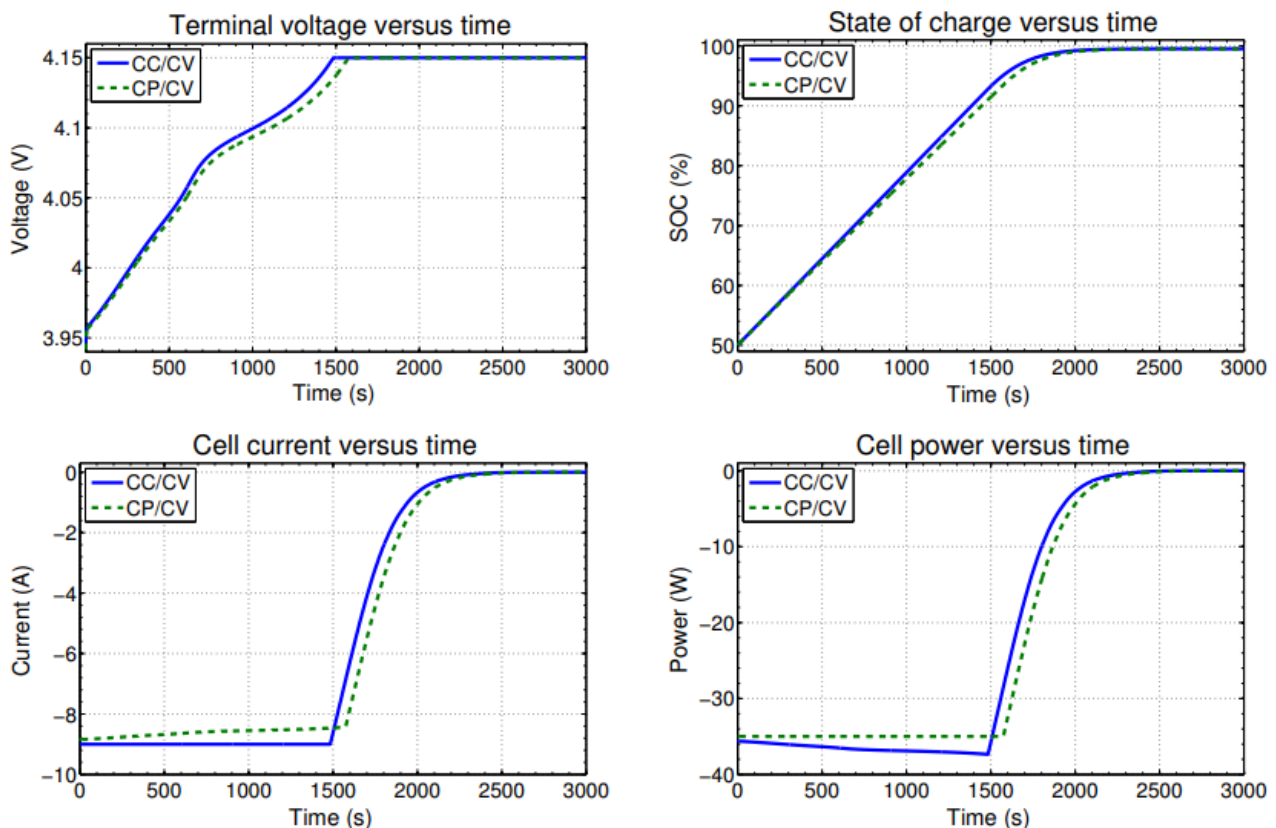 Terminal voltage versus time
CC/CV
CP/CV
4.15
4.1
4.05
4
3.95
Voltage (V)
0 500 1000 1500 2000 2500 3000
Time (s)
State of charge versus time
CC/CV
CP/CV
100
90
80
70
60
50
SOC (%)
0 500 1000 1500 2000 2500 3000
Time (s)
Cell current versus time
CC/CV
CP/CV
0
−2
−4
−6
−8
−10
Current (A)
0 500 1000 1500 2000 2500 3000
Time (s)
Cell power versus time
CC/CV
CP/CV
0
−10
−20
−30
−40
Power (W)
0 500 1000 1500 2000 2500 3000
Time (s)